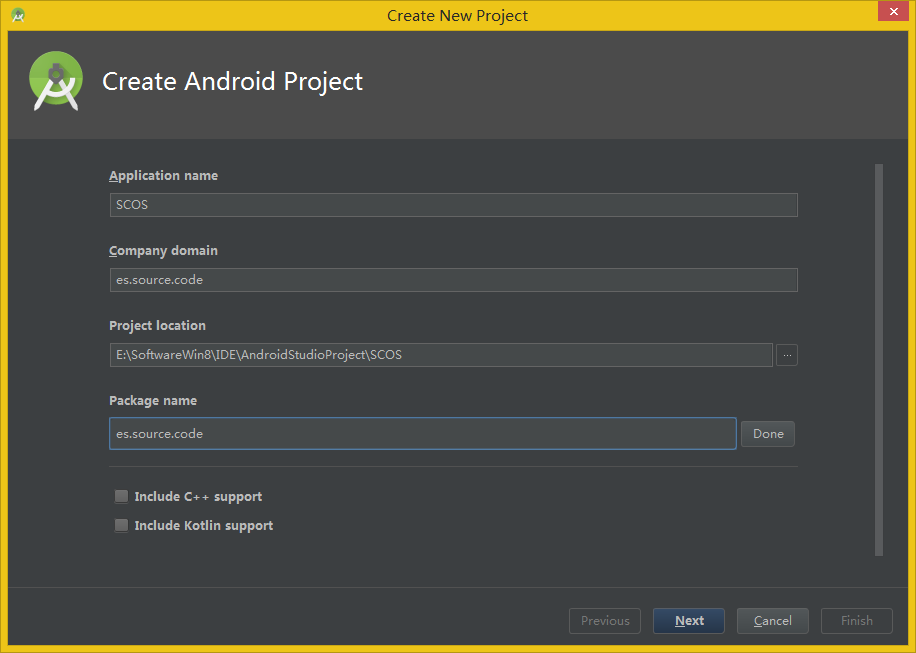 Create New Project
Create Android Project
Application name
SCOS
Company domain
es.source.code
Project location
E:\SoftwareWin8\IDE\AndroidStudioProject\SCOS
...
Package name
es.source.code
Done
Include C++ support
Include Kotlin support
Previous
Next
Cancel
Finish